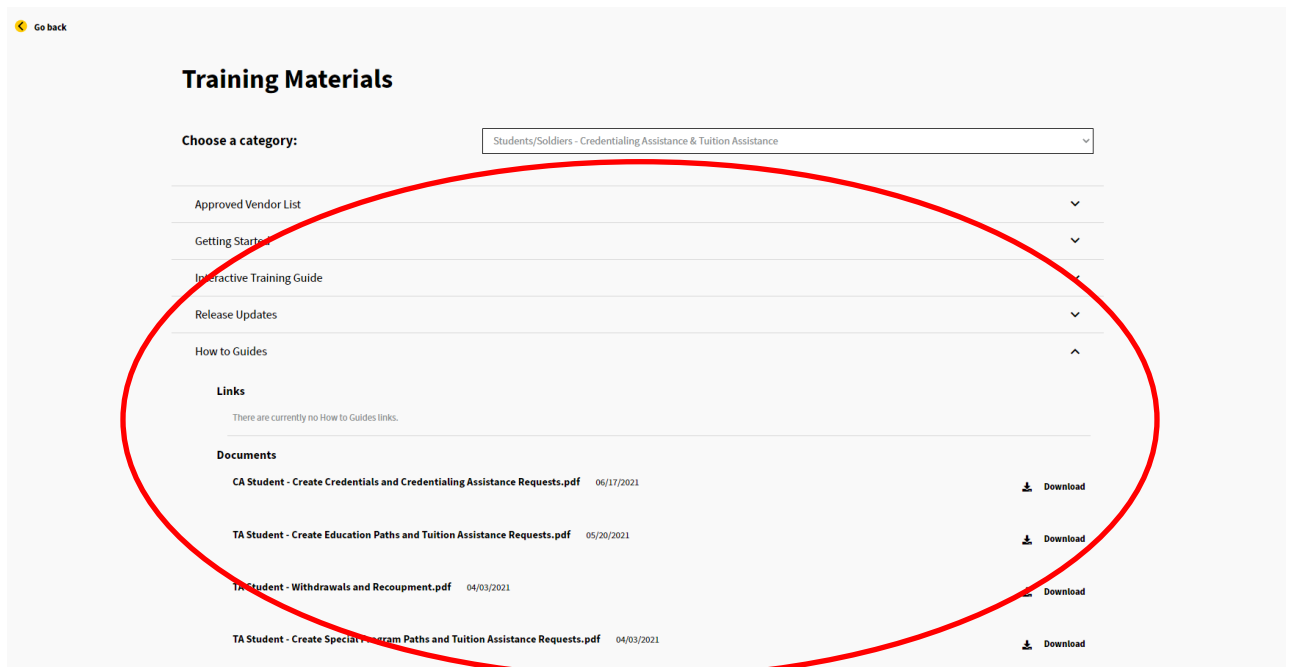 Go back
Training Materials
Choose a category: Students/Soldiers - Credentialing Assistance & Tuition Assistance
Approved Vendor List
Getting Started
Interactive Training Guide
Release Updates
How to Guides
Links
There are currently no How to Guides links.
Documents
CA Student - Create Credentials and Credentialing Assistance Requests.pdf 06/17/2021 Download
TA Student - Create Education Paths and Tuition Assistance Requests.pdf 05/20/2021 Download
TA Student - Withdrawals and Recoupment.pdf 04/03/2021 Download
TA Student - Create Special Program Paths and Tuition Assistance Requests.pdf 04/03/2021 Download